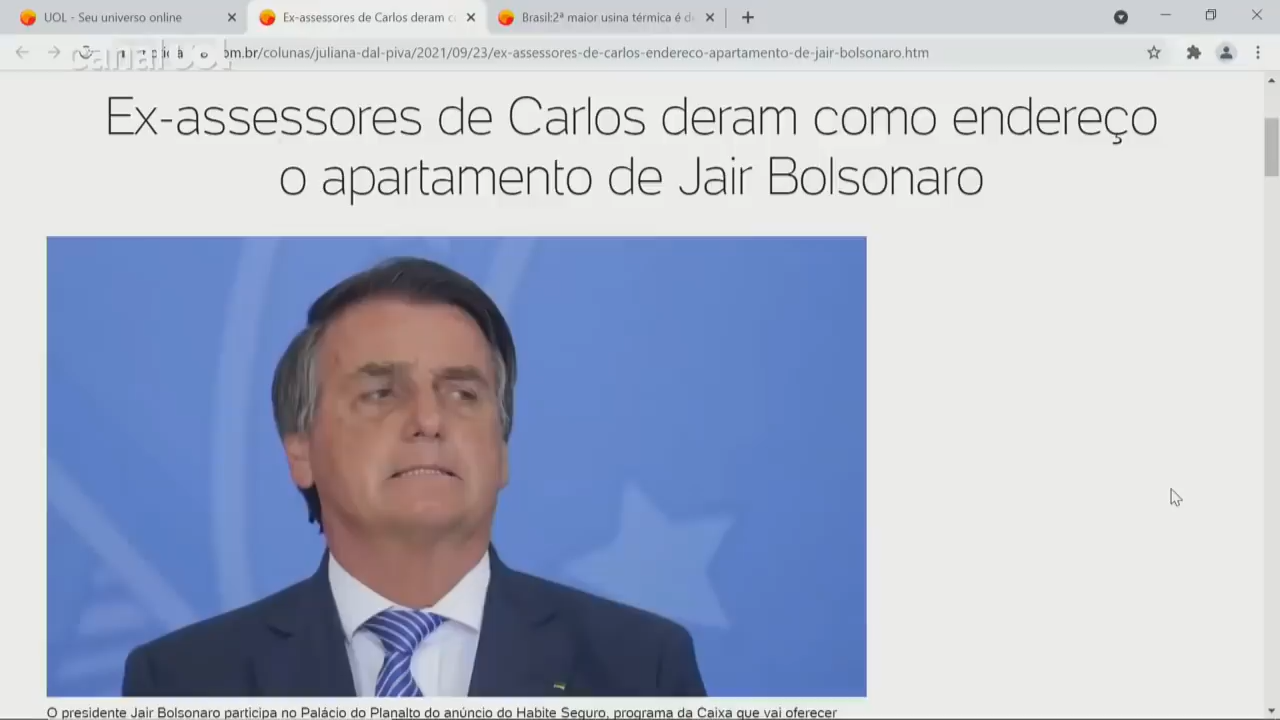 UOL - Seu universo online
Ex-assessores de Carlos deram c
Brasil:2ª maior usina térmica é d
om.br/colunas/juliana-dal-piva/2021/09/23/ex-assessores-de-carlos-endereco-apartamento-de-jair-bolsonaro.htm
canal UOL
Ex-assessores de Carlos deram como endereço
o apartamento de Jair Bolsonaro
O presidente Jair Bolsonaro participa no Palácio do Planalto do anúncio do Habite Seguro, programa da Caixa que vai oferecer